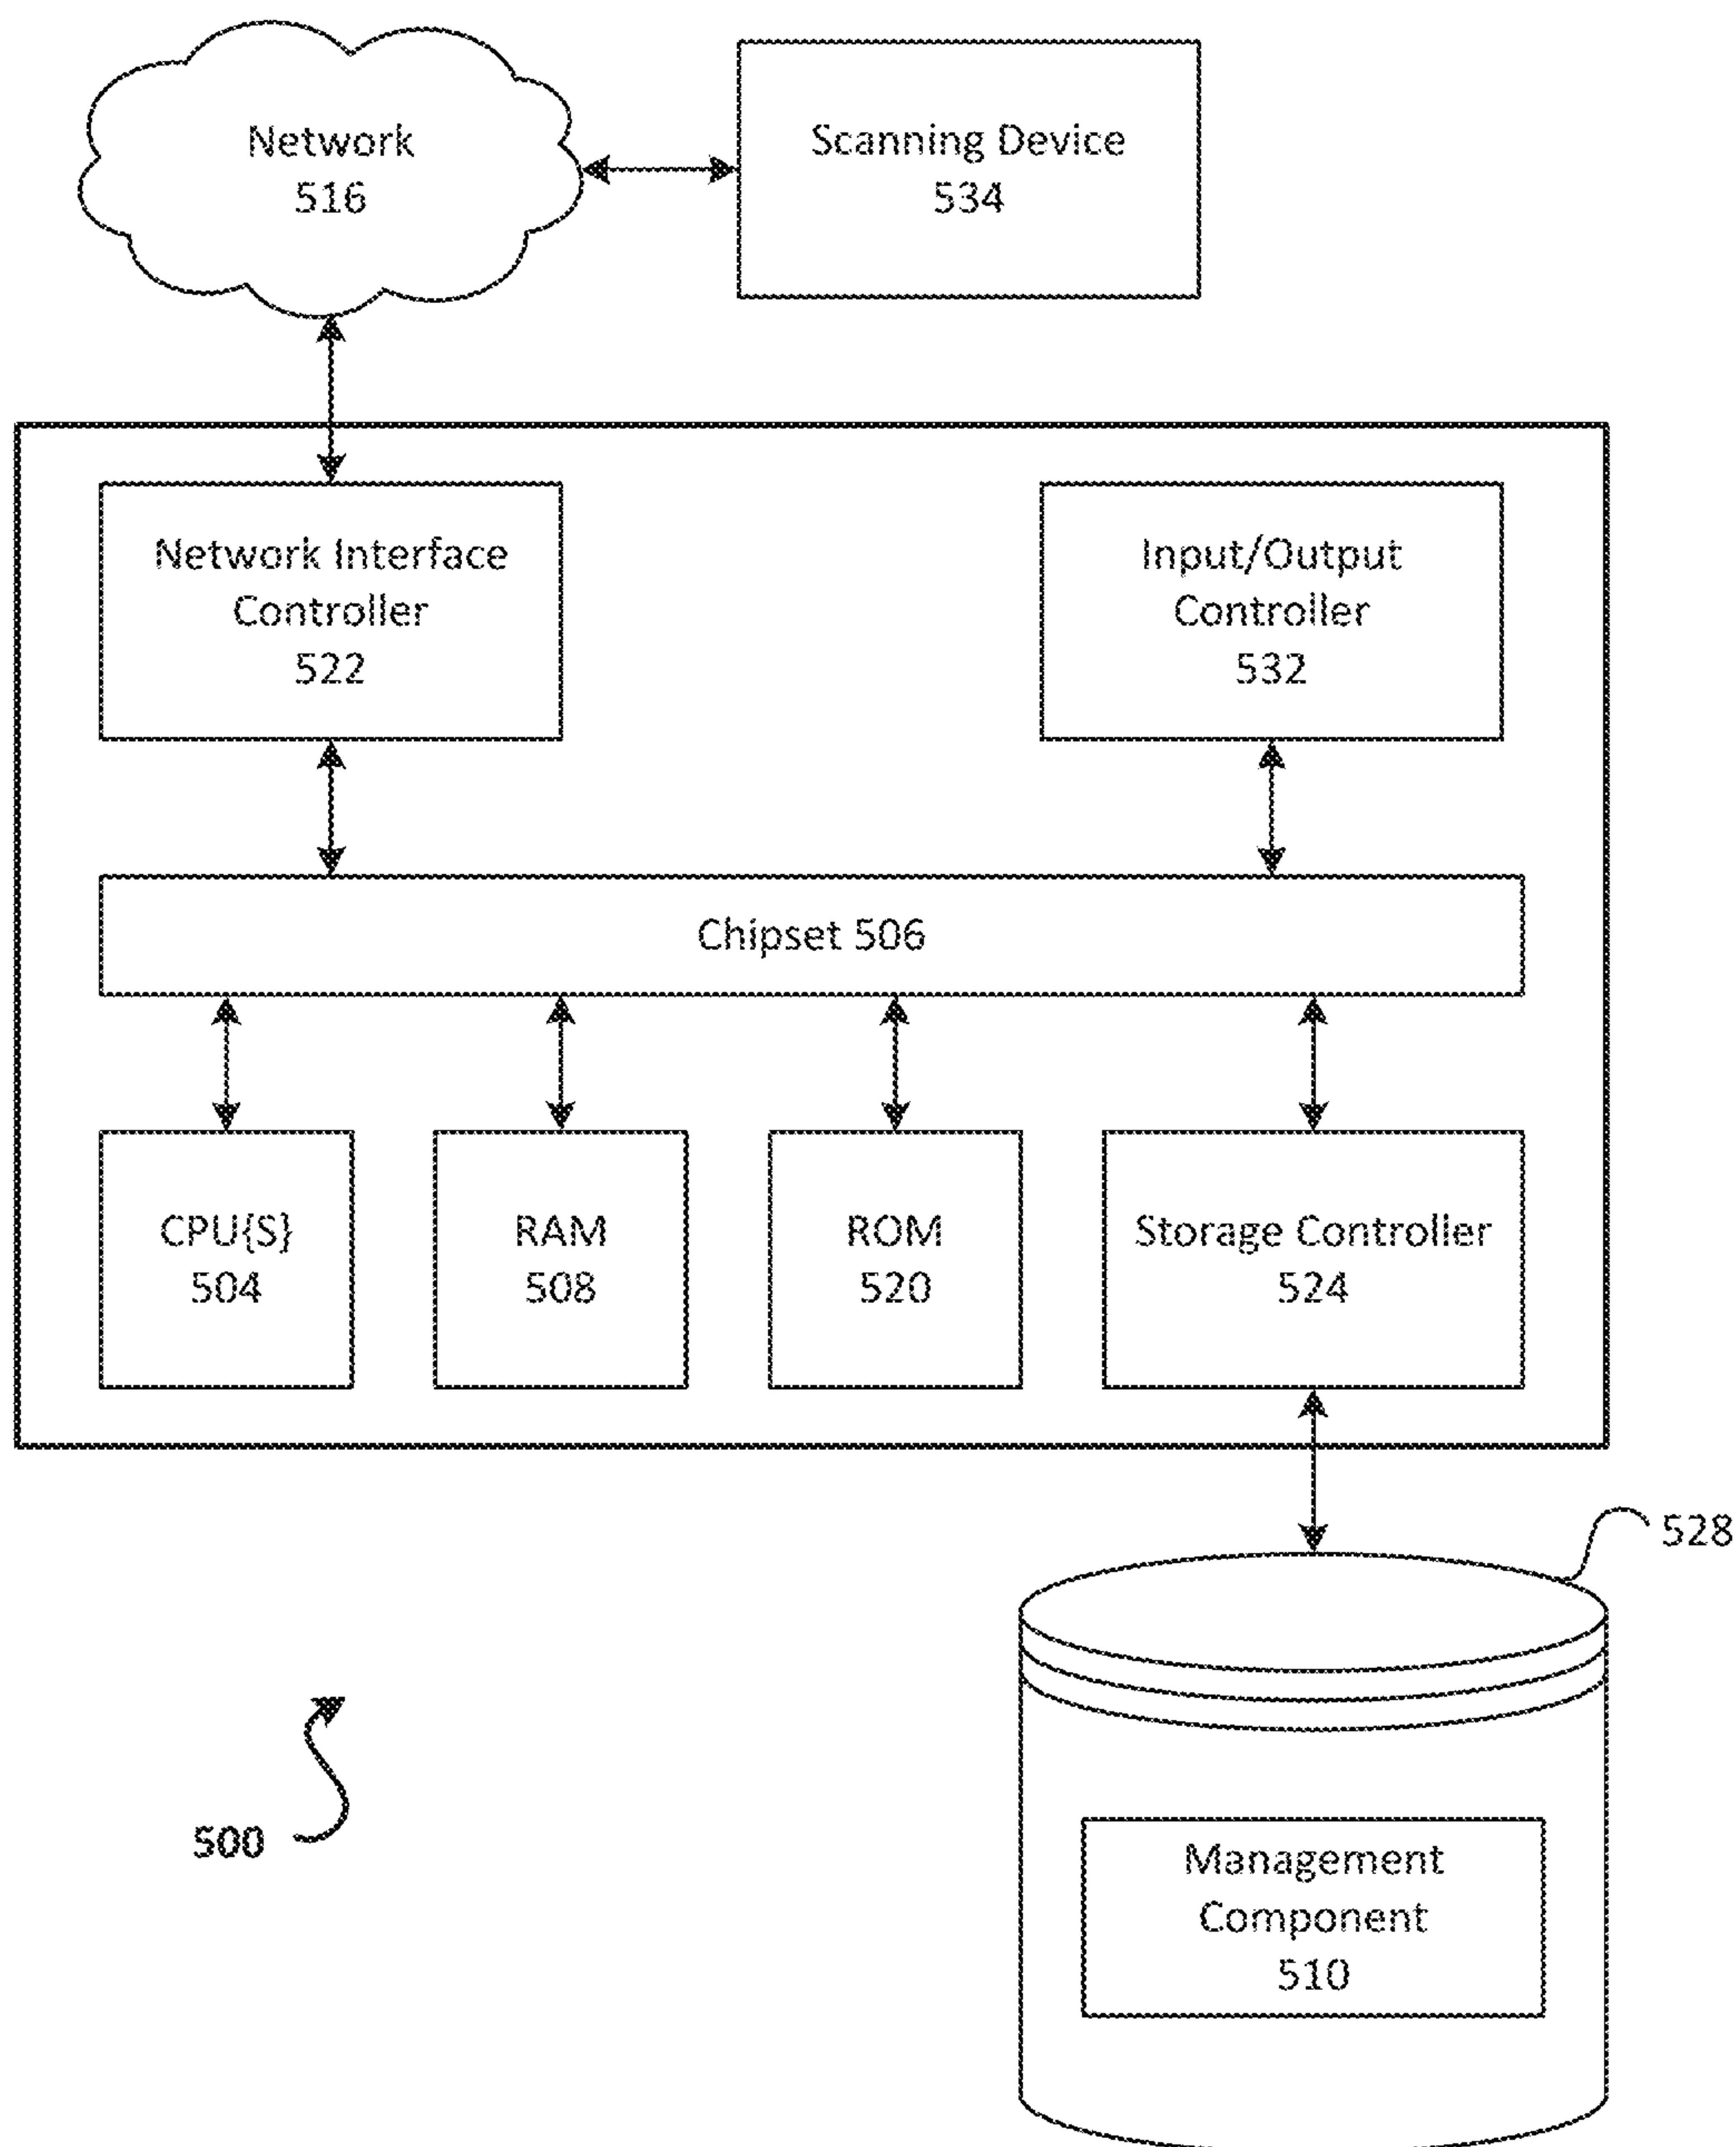 Network
516
Scanning Device
534
Network Interface
Controller
522
Input/Output
Controller
532
Chipset 506
CPU{S}
504
RAM
508
ROM
520
Storage Controller
524
528
500
Management
Component
510